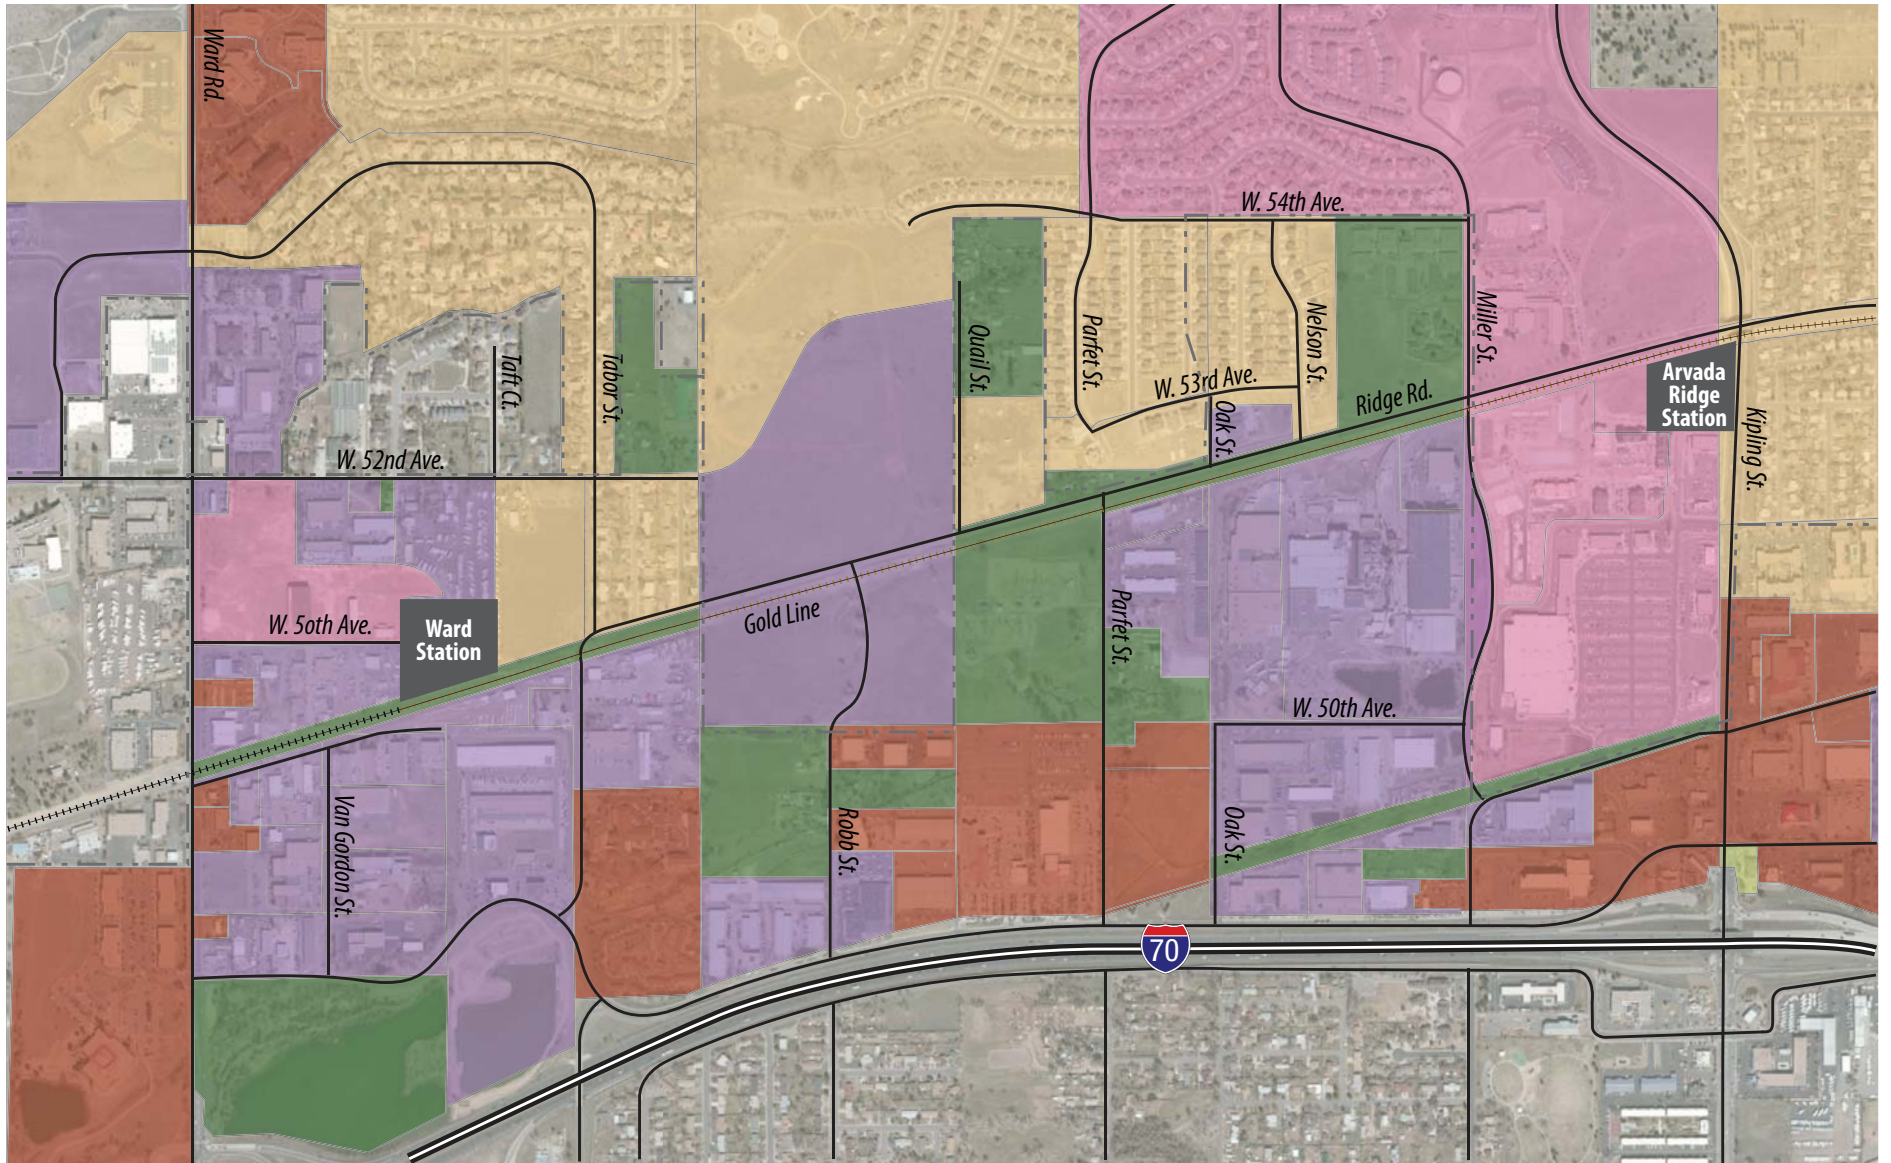 Ward Rd.
W. 54th Ave.
Miller St.
Nelson St.
Parfet St.
Quail St.
Taft Ct.
Tabor St.
W. 53rd Ave.
Oak St.
Ridge Rd.
Arvada
Ridge
Station
Kipling St.
W. 52nd Ave.
W. 5oth Ave.
Ward
Station
Gold Line
Parfet St.
W. 50th Ave.
Van Gordon St.
Robb St.
Oak St.
70